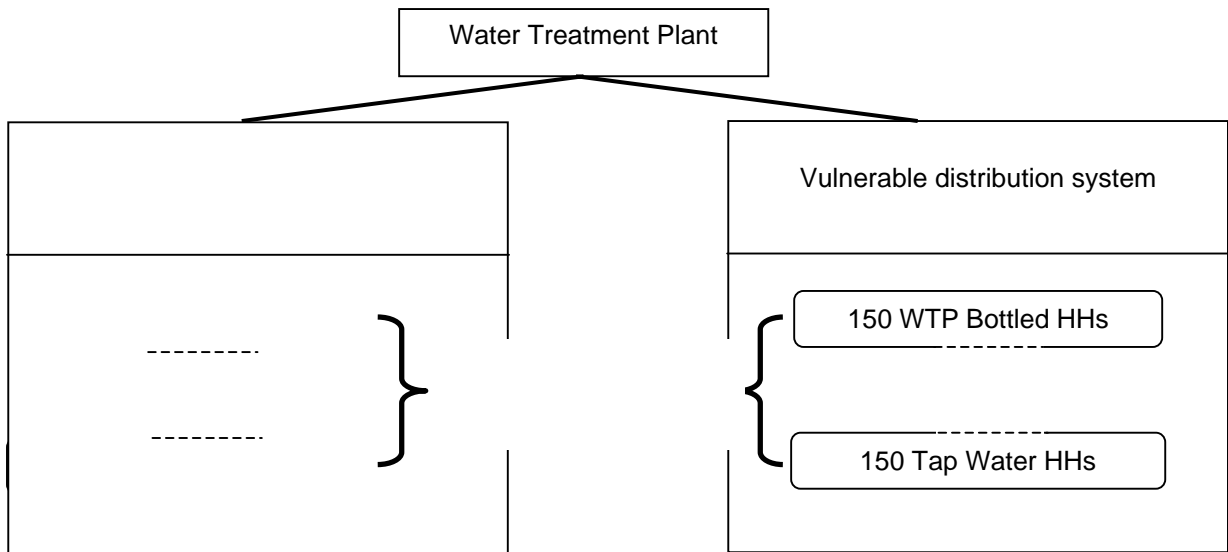 Water Treatment Plant
Vulnerable distribution system
150 WTP Bottled HHs
150 Tap Water HHs